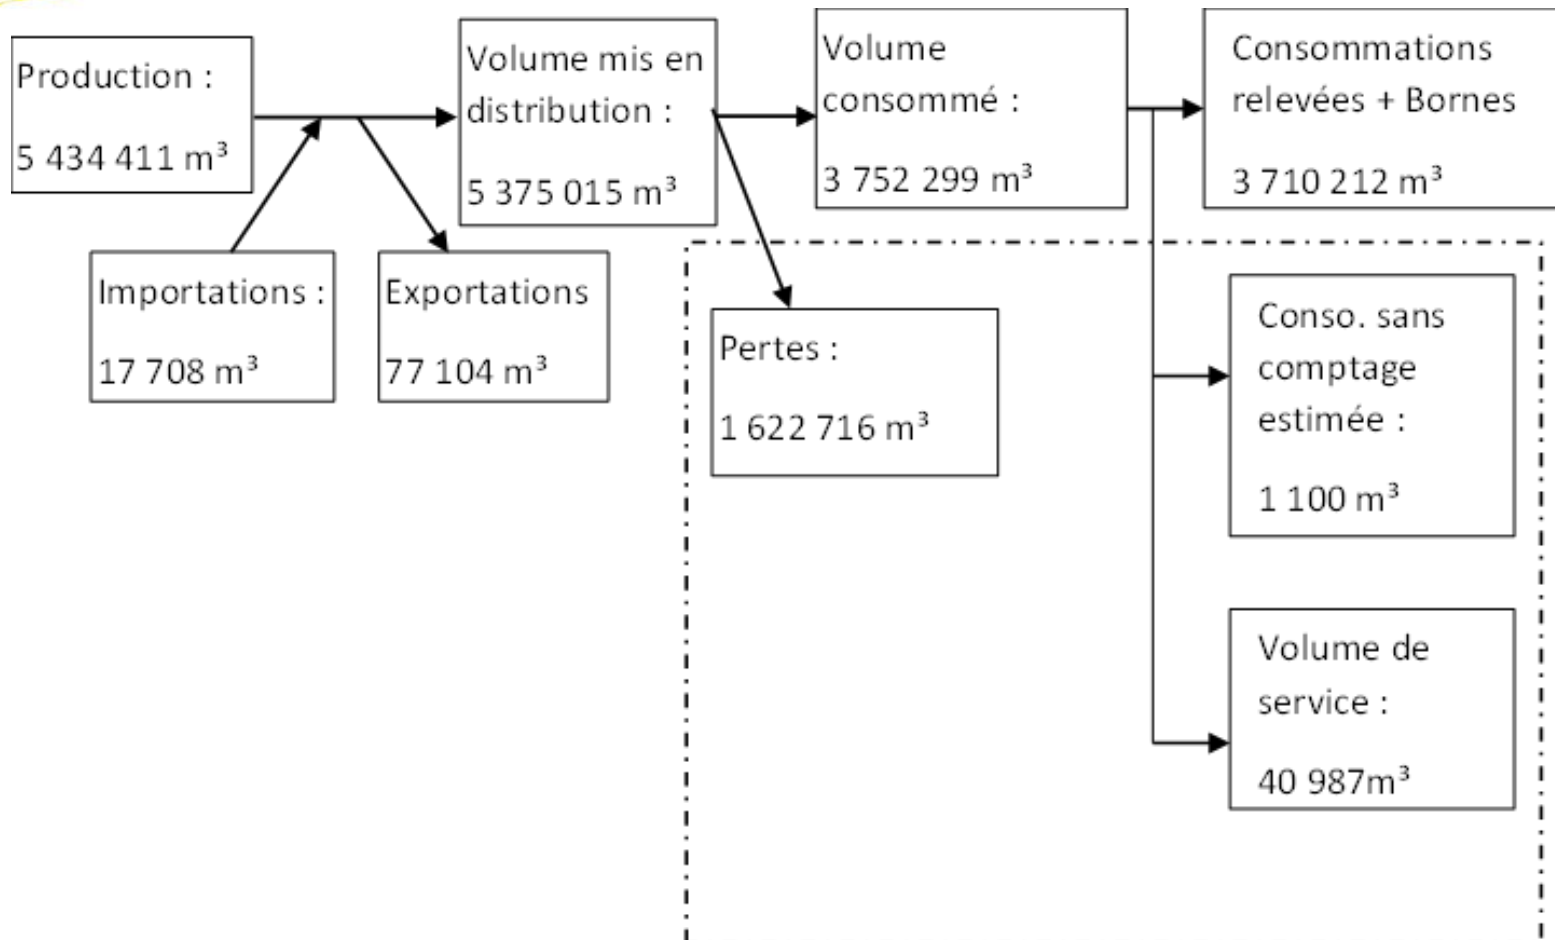 Production :
5 434 411 m³
Volume mis en
distribution :
5 375 015 m³
Volume
consommé :
3 752 299 m³
Consommations
relevées + Bornes
3 710 212 m³
Importations :
17 708 m³
Exportations
77 104 m³
Pertes :
1 622 716 m³
Conso. sans
comptage
estimée :
1 100 m³
Volume de
service :
40 987m³